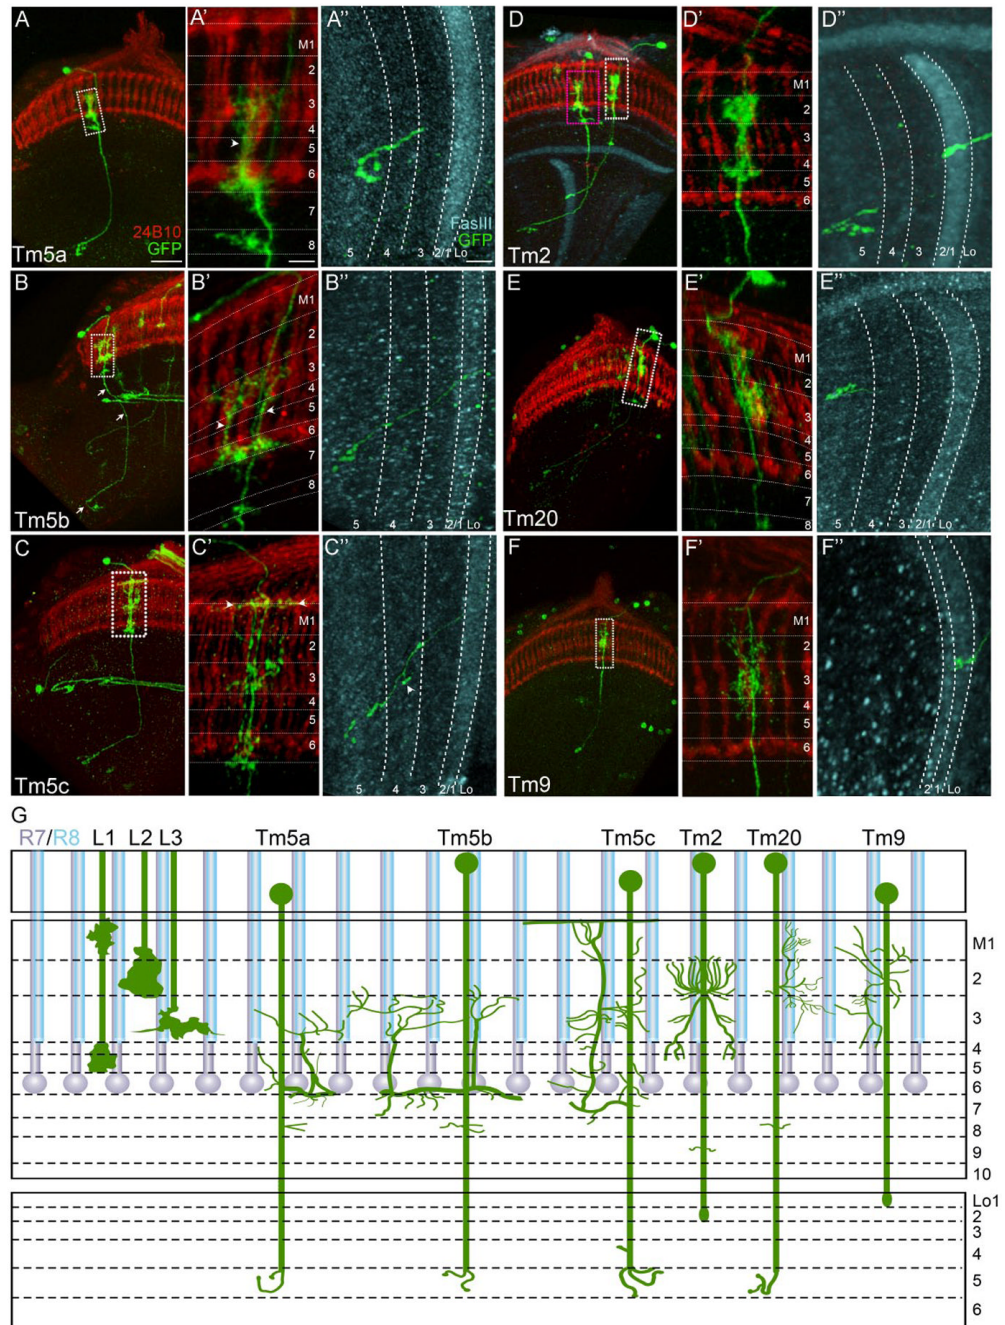 A A' A'' D D' D''
M1 M1
2 2
3 3
4 4
5 5
6 6
7
8
24B10
GFP
Tm5a
5 4 3 2/1 Lo
FasIII
GFP
Tm2
5 4 3 2/1 Lo
B B' B'' E E' E''
M1 M1
2 2
3 3
4 4
5 5
6 6
7 7
8 8
Tm5b
5 4 3 2/1 Lo
Tm20
5 4 3 2/1 Lo
C C' C'' F F' F''
M1 M1
2 2
3 3
4 4
5 5
6 6
Tm5c
5 4 3 2/1 Lo
Tm9
2'1 Lo
G
R7/R8 L1 L2 L3 Tm5a Tm5b Tm5c Tm2 Tm20 Tm9
M1
2
3
4
5
6
7
8
9
10
Lo1
2
3
4
5
6